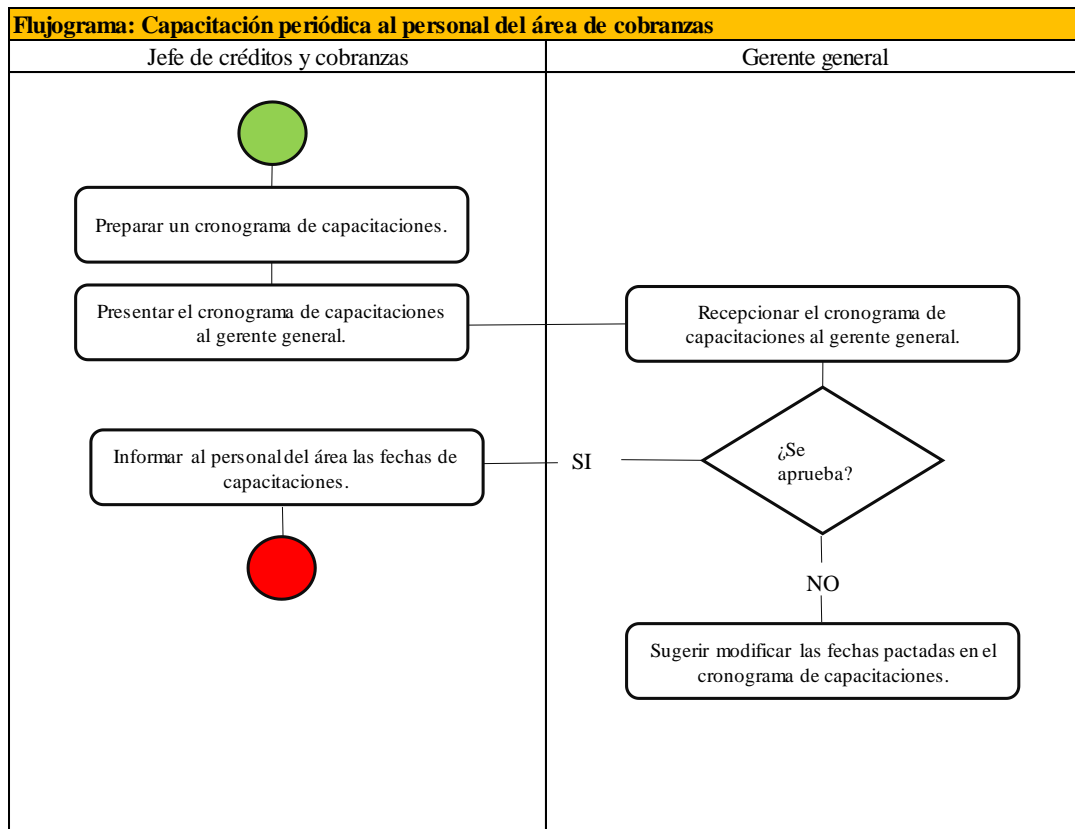 Flujograma: Capacitación periódica al personal del área de cobranzas
Jefe de créditos y cobranzas
Gerente general
Preparar un cronograma de capacitaciones.
Presentar el cronograma de capacitaciones
al gerente general.
Recepcionar el cronograma de
capacitaciones al gerente general.
Informar al personal del área las fechas de
capacitaciones.
SI
¿Se
aprueba?
NO
Sugerir modificar las fechas pactadas en el
cronograma de capacitaciones.